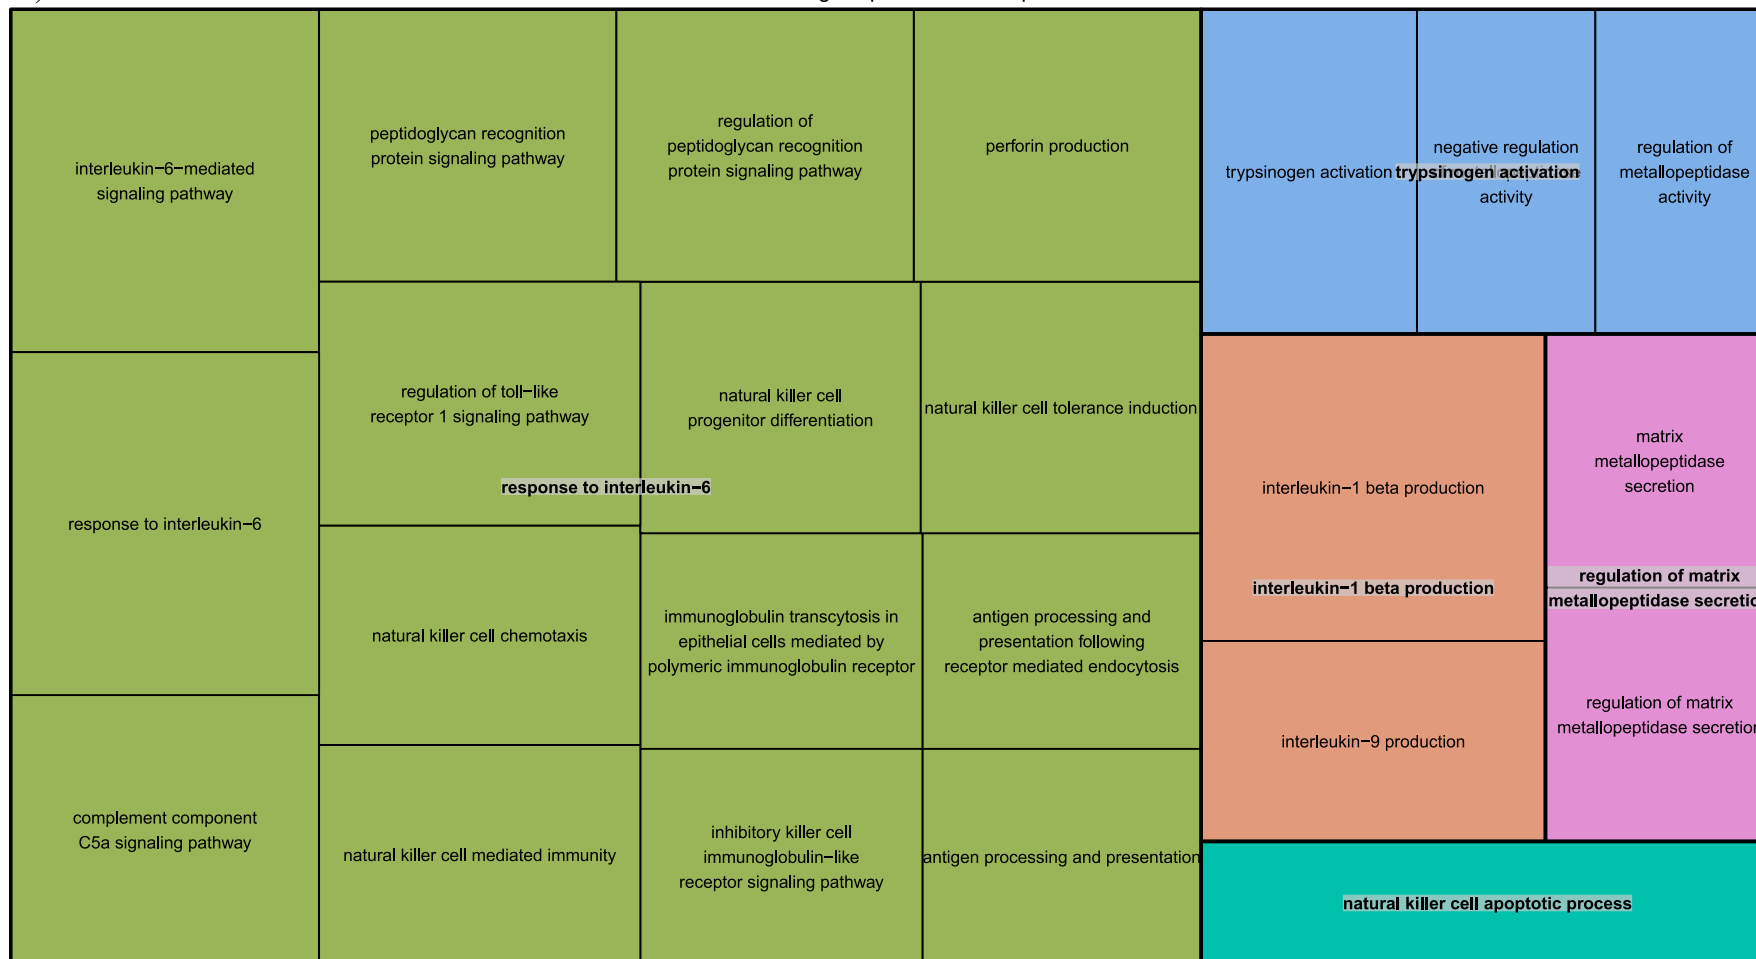 interleukin−6−mediated
signaling pathway
peptidoglycan recognition
protein signaling pathway
regulation of
peptidoglycan recognition
protein signaling pathway
perforin production
trypsinogen activation
negative regulation
activity
trypsinogen activation
regulation of
metallopeptidase
activity
response to interleukin−6
regulation of toll−like
receptor 1 signaling pathway
natural killer cell
progenitor differentiation
natural killer cell tolerance induction
response to interleukin−6
interleukin−1 beta production
interleukin−1 beta production
matrix
metallopeptidase
secretion
regulation of matrix
metallopeptidase secretio
natural killer cell chemotaxis
immunoglobulin transcytosis in
epithelial cells mediated by
polymeric immunoglobulin receptor
antigen processing and
presentation following
receptor mediated endocytosis
interleukin−9 production
regulation of matrix
metallopeptidase secretion
complement component
C5a signaling pathway
natural killer cell mediated immunity
inhibitory killer cell
immunoglobulin−like
receptor signaling pathway
antigen processing and presentation
natural killer cell apoptotic process